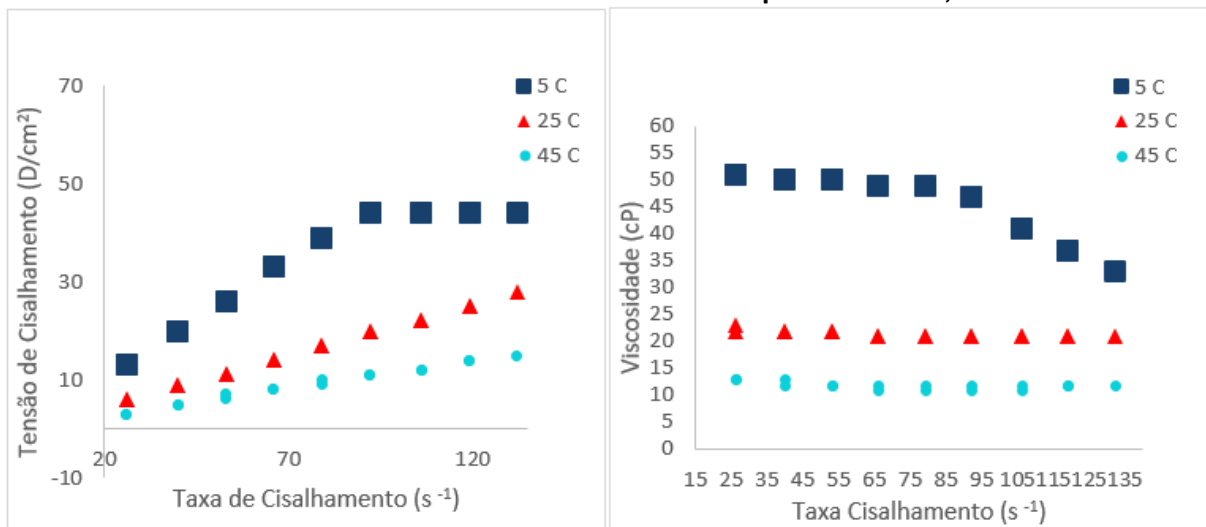 70
50
30
10
-10
20
70
120
Tensão de Cisalhamento (D/cm²)
Taxa de Cisalhamento (s ⁻¹)
5 C
25 C
45 C
60
55
50
45
40
35
30
25
20
15
10
5
0
15 25 35 45 55 65 75 85 95 105115125135
Viscosidade (cP)
Taxa Cisalhamento (s ⁻¹)
5 C
25 C
45 C